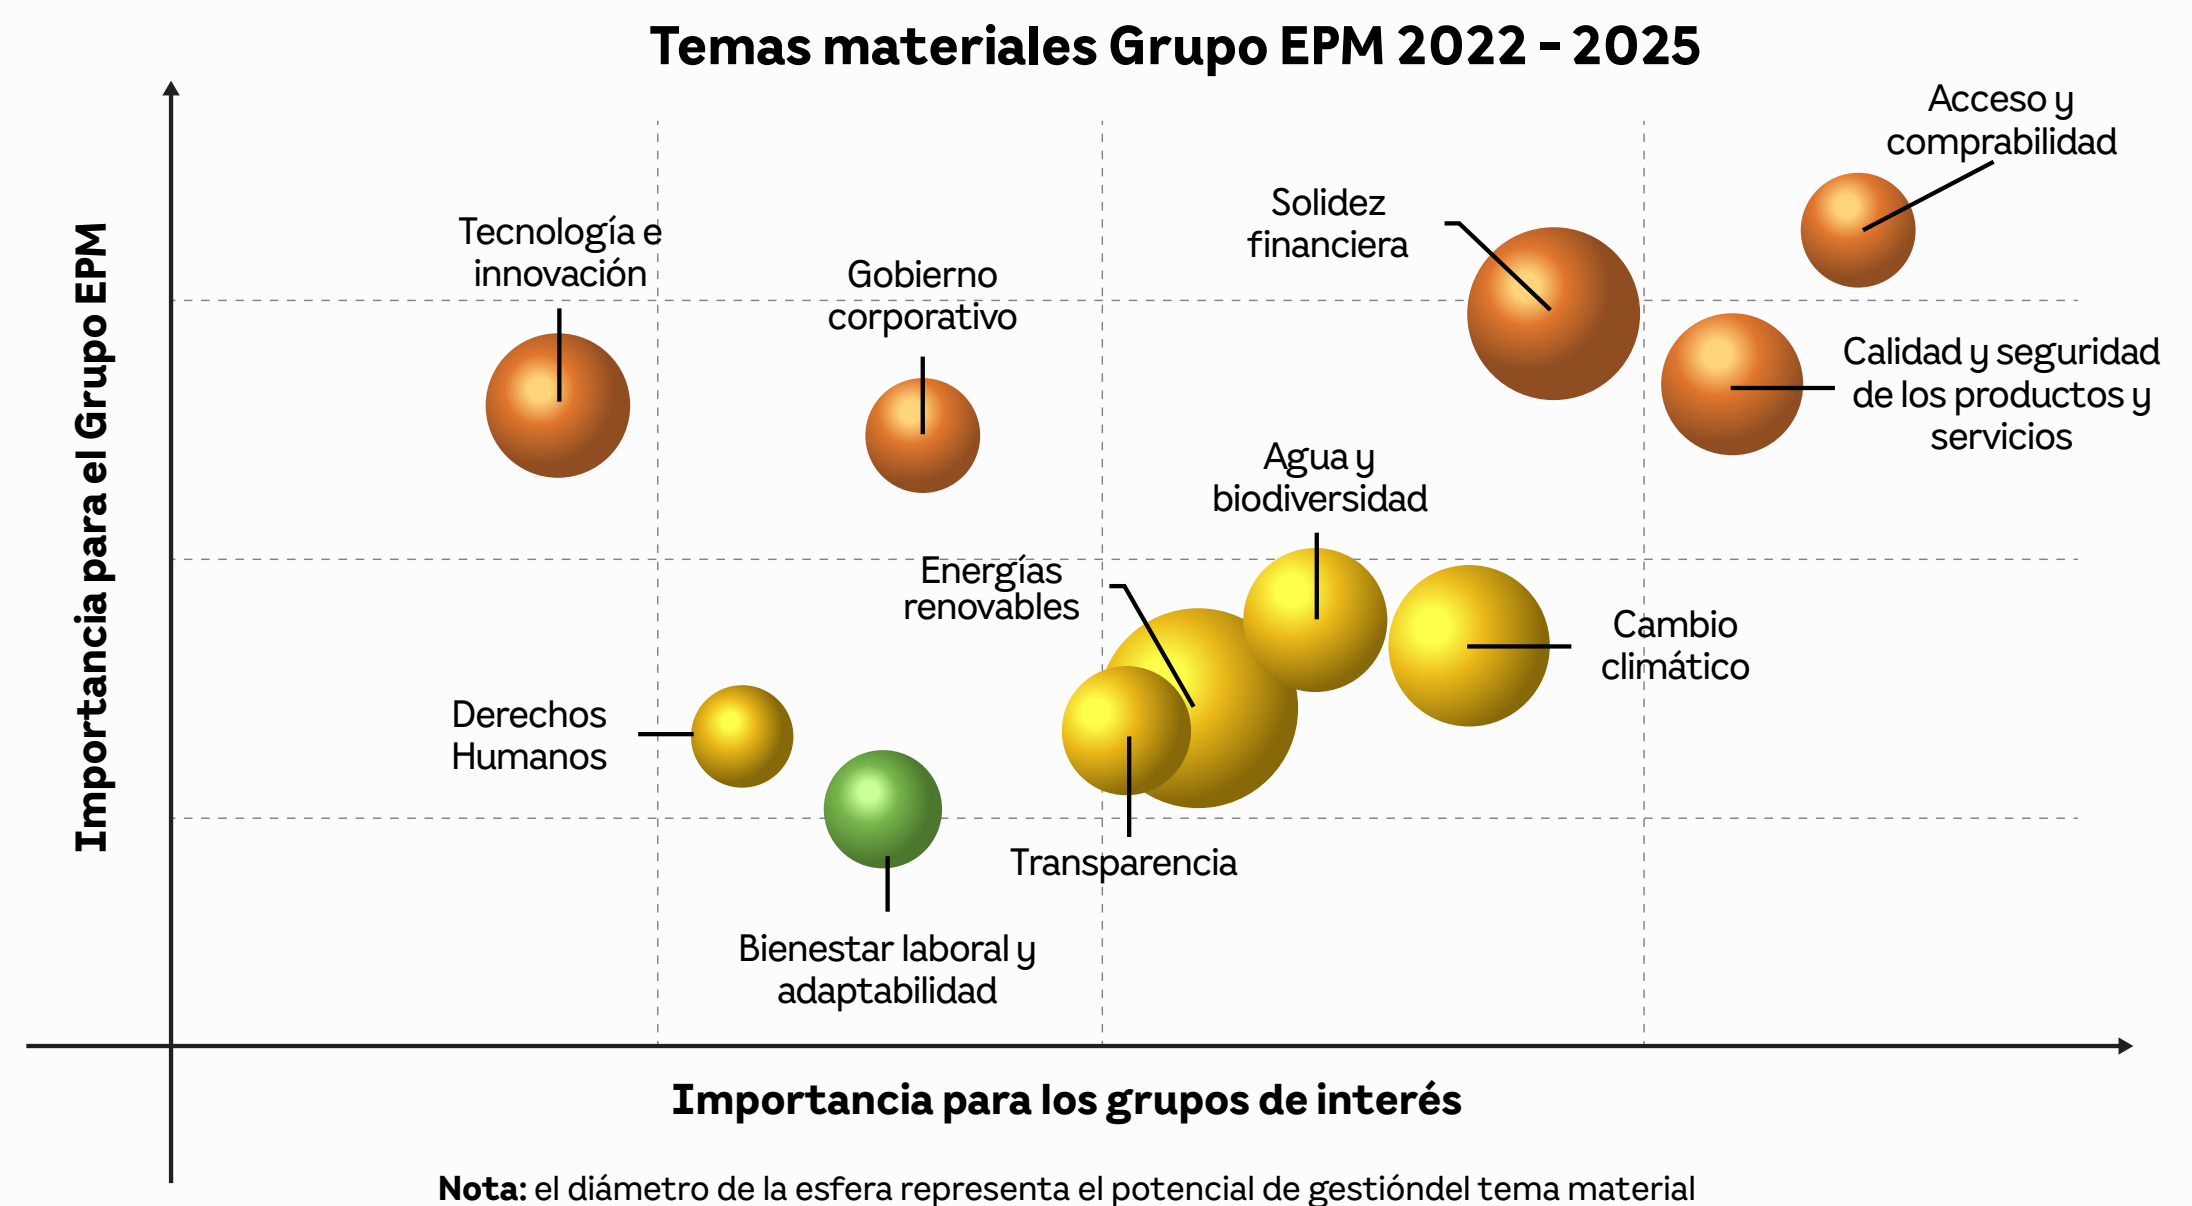 Temas materiales Grupo EPM 2022 - 2025
Importancia para el Grupo EPM
Acceso y
comprabilidad
Solidez
financiera
Tecnología e
innovación
Gobierno
corporativo
Calidad y seguridad
de los productos y
servicios
Agua y
biodiversidad
Energías
renovables
Cambio
climático
Derechos
Humanos
Transparencia
Bienestar laboral y
adaptabilidad
Importancia para los grupos de interés
Nota: el diámetro de la esfera representa el potencial de gestióndel tema material